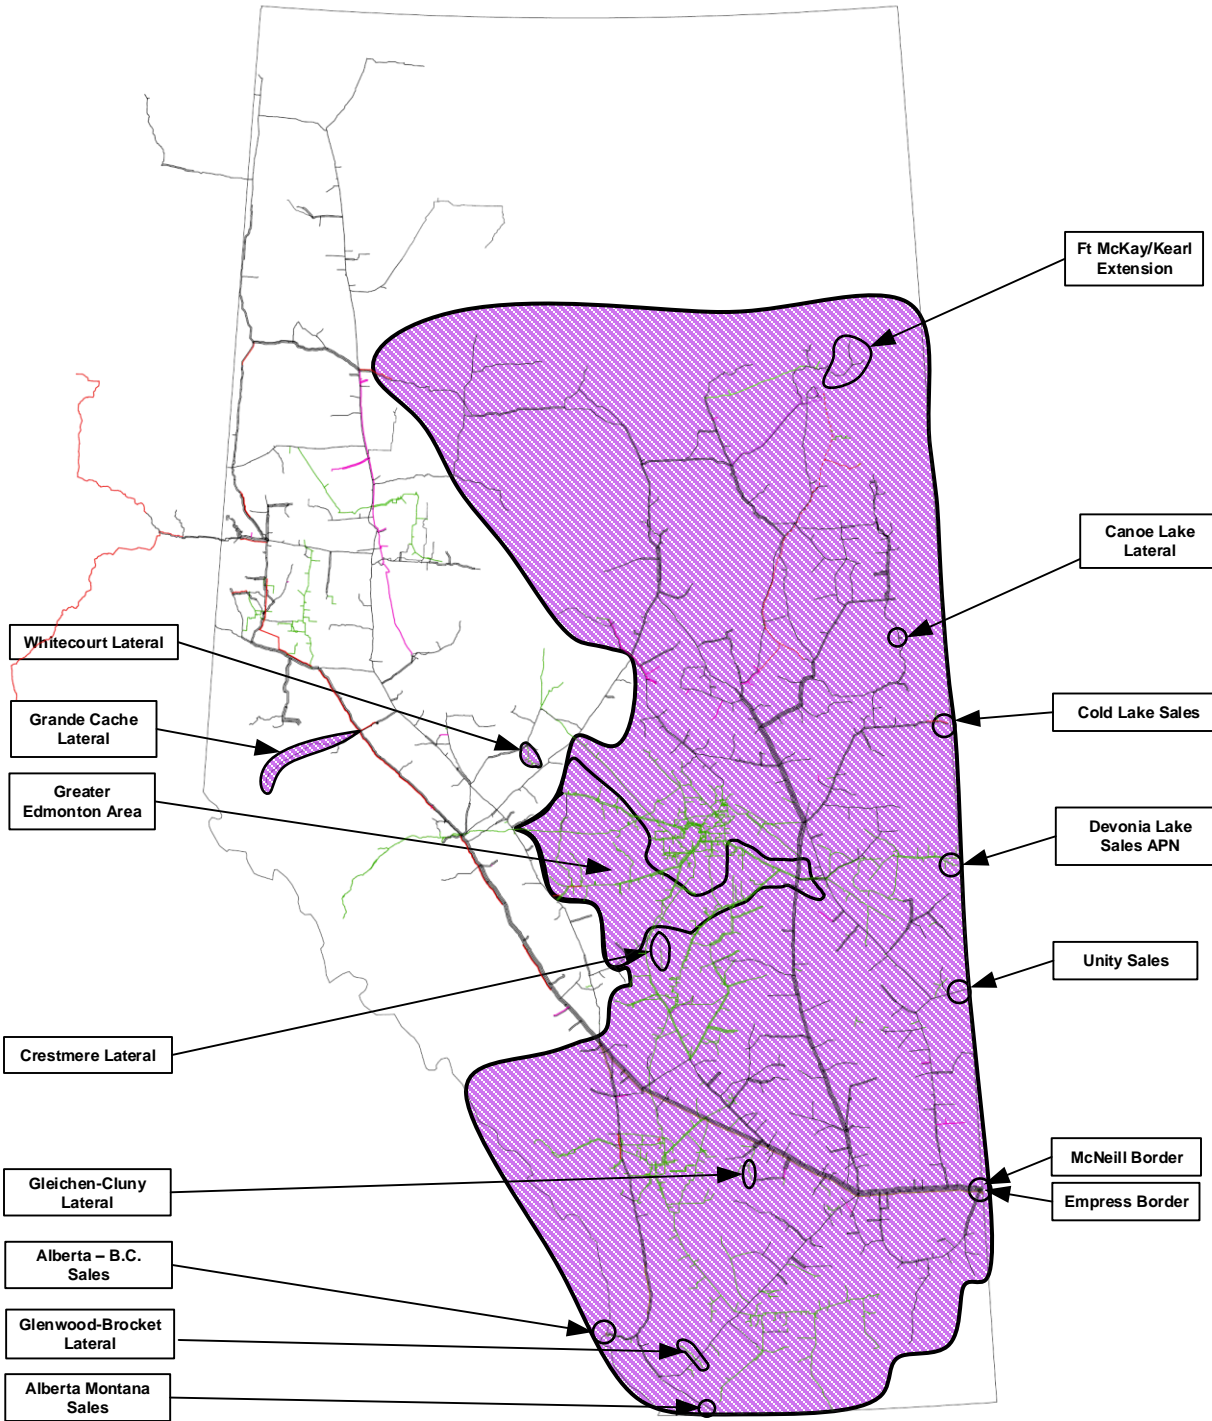 Ft McKay/Kearl
Extension
Canoe Lake
Lateral
Whitecourt Lateral
Grande Cache
Lateral
Cold Lake Sales
Greater
Edmonton Area
Devonia Lake
Sales APN
Unity Sales
Crestmere Lateral
McNeill Border
Gleichen-Cluny
Lateral
Empress Border
Alberta – B.C.
Sales
Glenwood-Brocket
Lateral
Alberta Montana
Sales